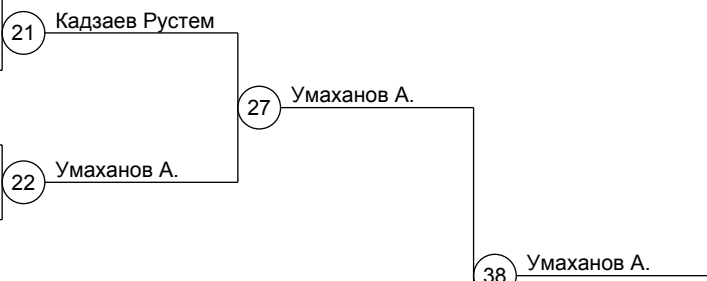 21 Кадзаев Рустем
27 Умаханов А.
22 Умаханов А.
38 Умаханов А.